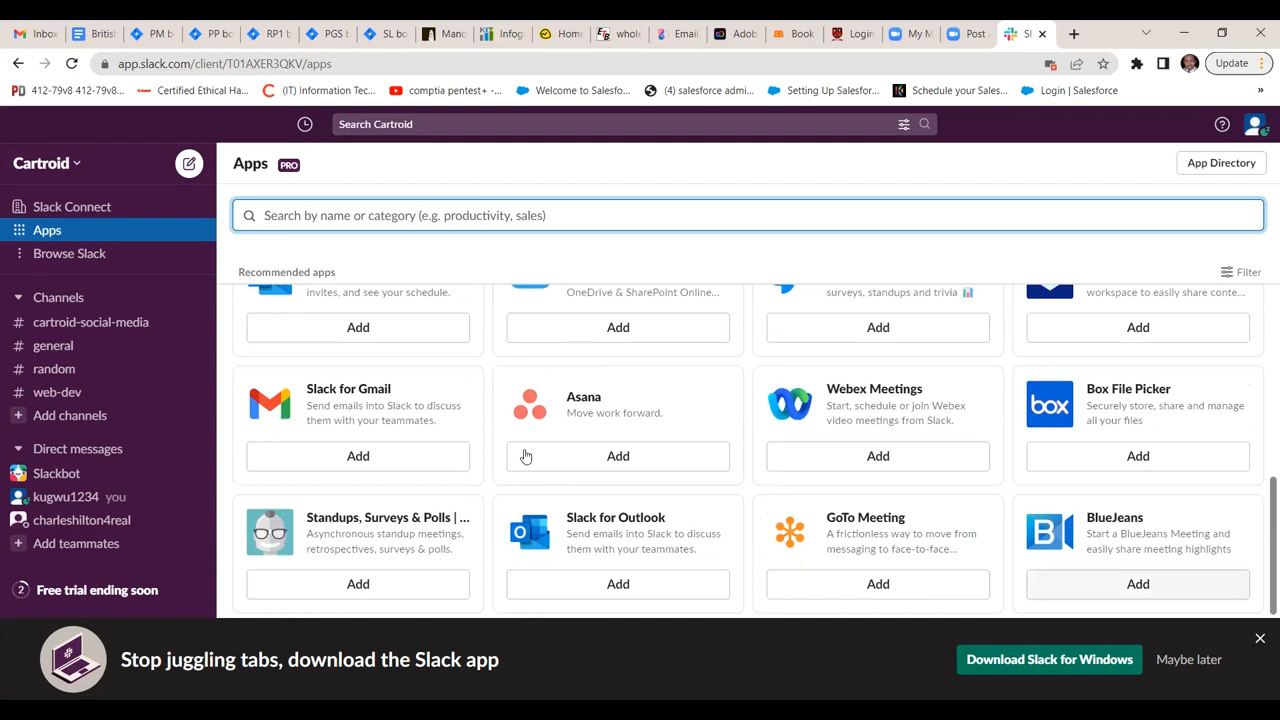 Inbox
British
PM b
PP bo
RP1 b
PGS b
SL bo
Mano
Infog
Home
whole
Email
Adob
Book
Login
My M
Post A
Sl
app.slack.com/client/T01AXER3QKV/apps
Update
412-79v8 412-79v8...
Certified Ethical Ha...
(IT) Information Tec...
comptia pentest+ -...
Welcome to Salesfo...
(4) salesforce admi...
Setting Up Salesfor...
Schedule your Sales...
Login | Salesforce
»
Search Cartroid
Cartroid
Apps PRO
App Directory
Slack Connect
Apps
Browse Slack
Channels
# cartroid-social-media
# general
# random
# web-dev
+ Add channels
Direct messages
Slackbot
kugwu1234 you
charleshilton4real
+ Add teammates
2 Free trial ending soon
Search by name or category (e.g. productivity, sales)
Recommended apps
Filter
invites, and see your schedule.
Add
OneDrive & SharePoint Online...
Add
surveys, standups and trivia 📊
Add
workspace to easily share conte...
Add
Slack for Gmail
Send emails into Slack to discuss
them with your teammates.
Add
Asana
Move work forward.
Add
Webex Meetings
Start, schedule or join Webex
video meetings from Slack.
Add
box
Box File Picker
Securely store, share and manage
all your files
Add
Standups, Surveys & Polls | ...
Asynchronous standup meetings,
retrospectives, surveys & polls.
Add
Slack for Outlook
Send emails into Slack to discuss
them with your teammates.
Add
GoTo Meeting
A frictionless way to move from
messaging to face-to-face...
Add
BlueJeans
Start a BlueJeans Meeting and
easily share meeting highlights
Add
Stop juggling tabs, download the Slack app
Download Slack for Windows
Maybe later